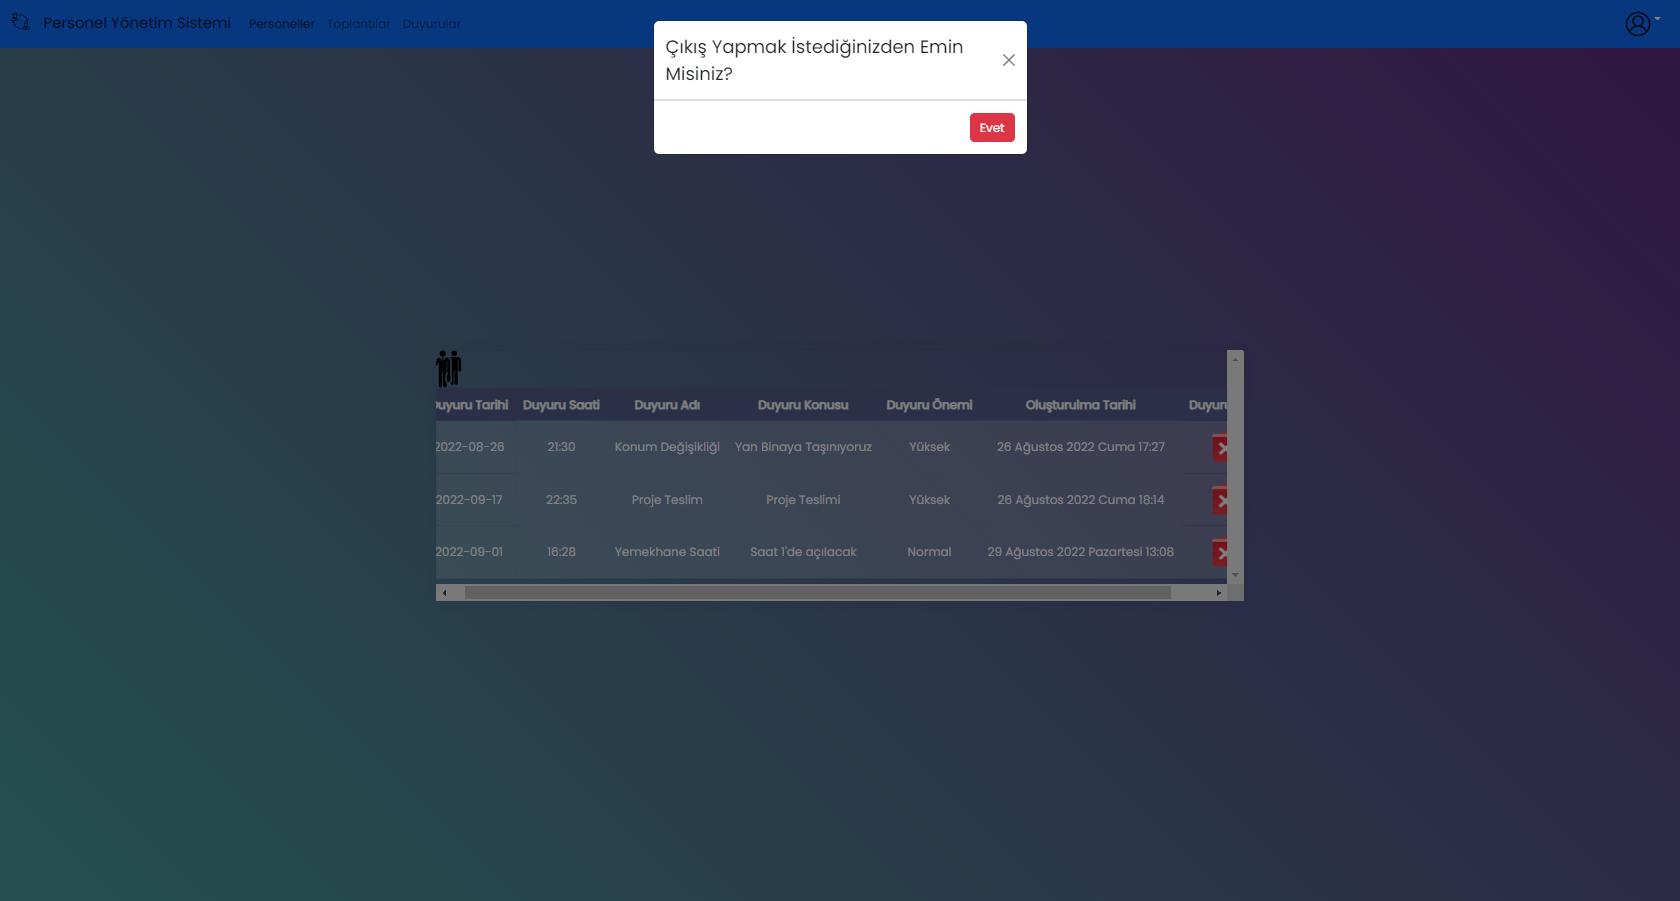 Personel Yönetim Sistemi Personeller Toplantılar Duyurular
Çıkış Yapmak İstediğinizden Emin
Misiniz?
Evet
Tarihi Duyuru Saati Duyuru Adı Duyuru Konusu Duyuru Önemi Oluşturulma Tarihi
2022-08-26 21:30 Konum Değişikliği Yan Binaya Taşınıyoruz Yüksek 26 Ağustos 2022 Cuma 17:27
2022-09-17 22:35 Proje Teslim Proje Teslimi Yüksek 26 Ağustos 2022 Cuma 18:14
2022-09-01 16:28 Yemekhane Saati Saat 1'de açılacak Normal 29 Ağustos 2022 Pazartesi 13:08